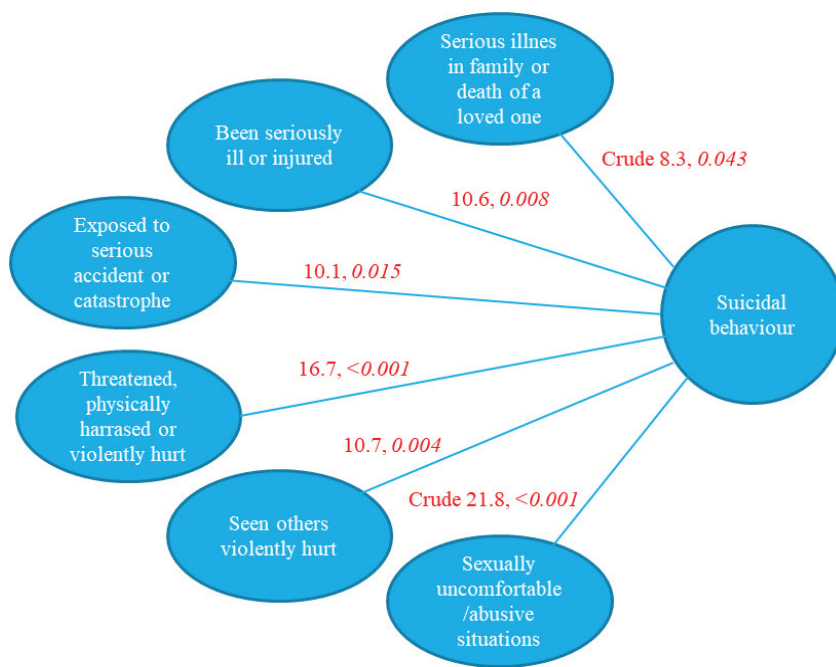 Serious illnes
in family or
death of a
loved one
Crude 8.3, 0.043
Been seriously
ill or injured
10.6, 0.008
Exposed to
serious
accident or
catastrophe
10.1, 0.015
Suicidal
behaviour
Threatened,
physically
harrased or
violently hurt
16.7, <0.001
Seen others
violently hurt
10.7, 0.004
Sexually
uncomfortable
/abusive
situations
Crude 21.8, <0.001